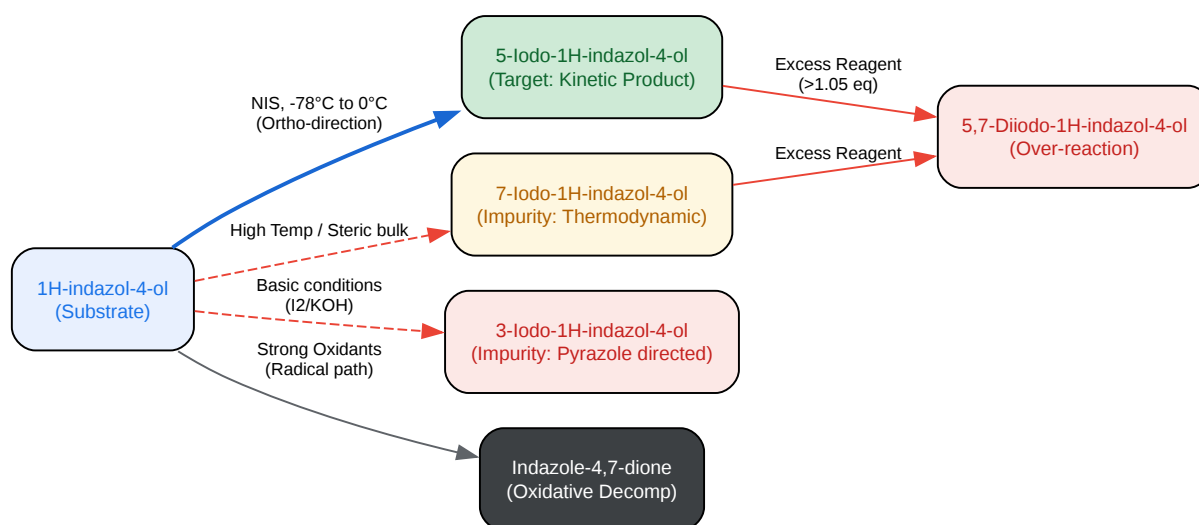 5-Iodo-1H-indazol-4-ol
(Target: Kinetic Product)
Excess Reagent
(>1.05 eq)
NIS, -78°C to 0°C
(Ortho-direction)
5,7-Diiodo-1H-indazol-4-ol
(Over-reaction)
Excess Reagent
7-Iodo-1H-indazol-4-ol
(Impurity: Thermodynamic)
High Temp / Steric bulk
1H-indazol-4-ol
(Substrate)
Basic conditions
(I2/KOH)
3-Iodo-1H-indazol-4-ol
(Impurity: Pyrazole directed)
Strong Oxidants
(Radical path)
Indazole-4,7-dione
(Oxidative Decomp)